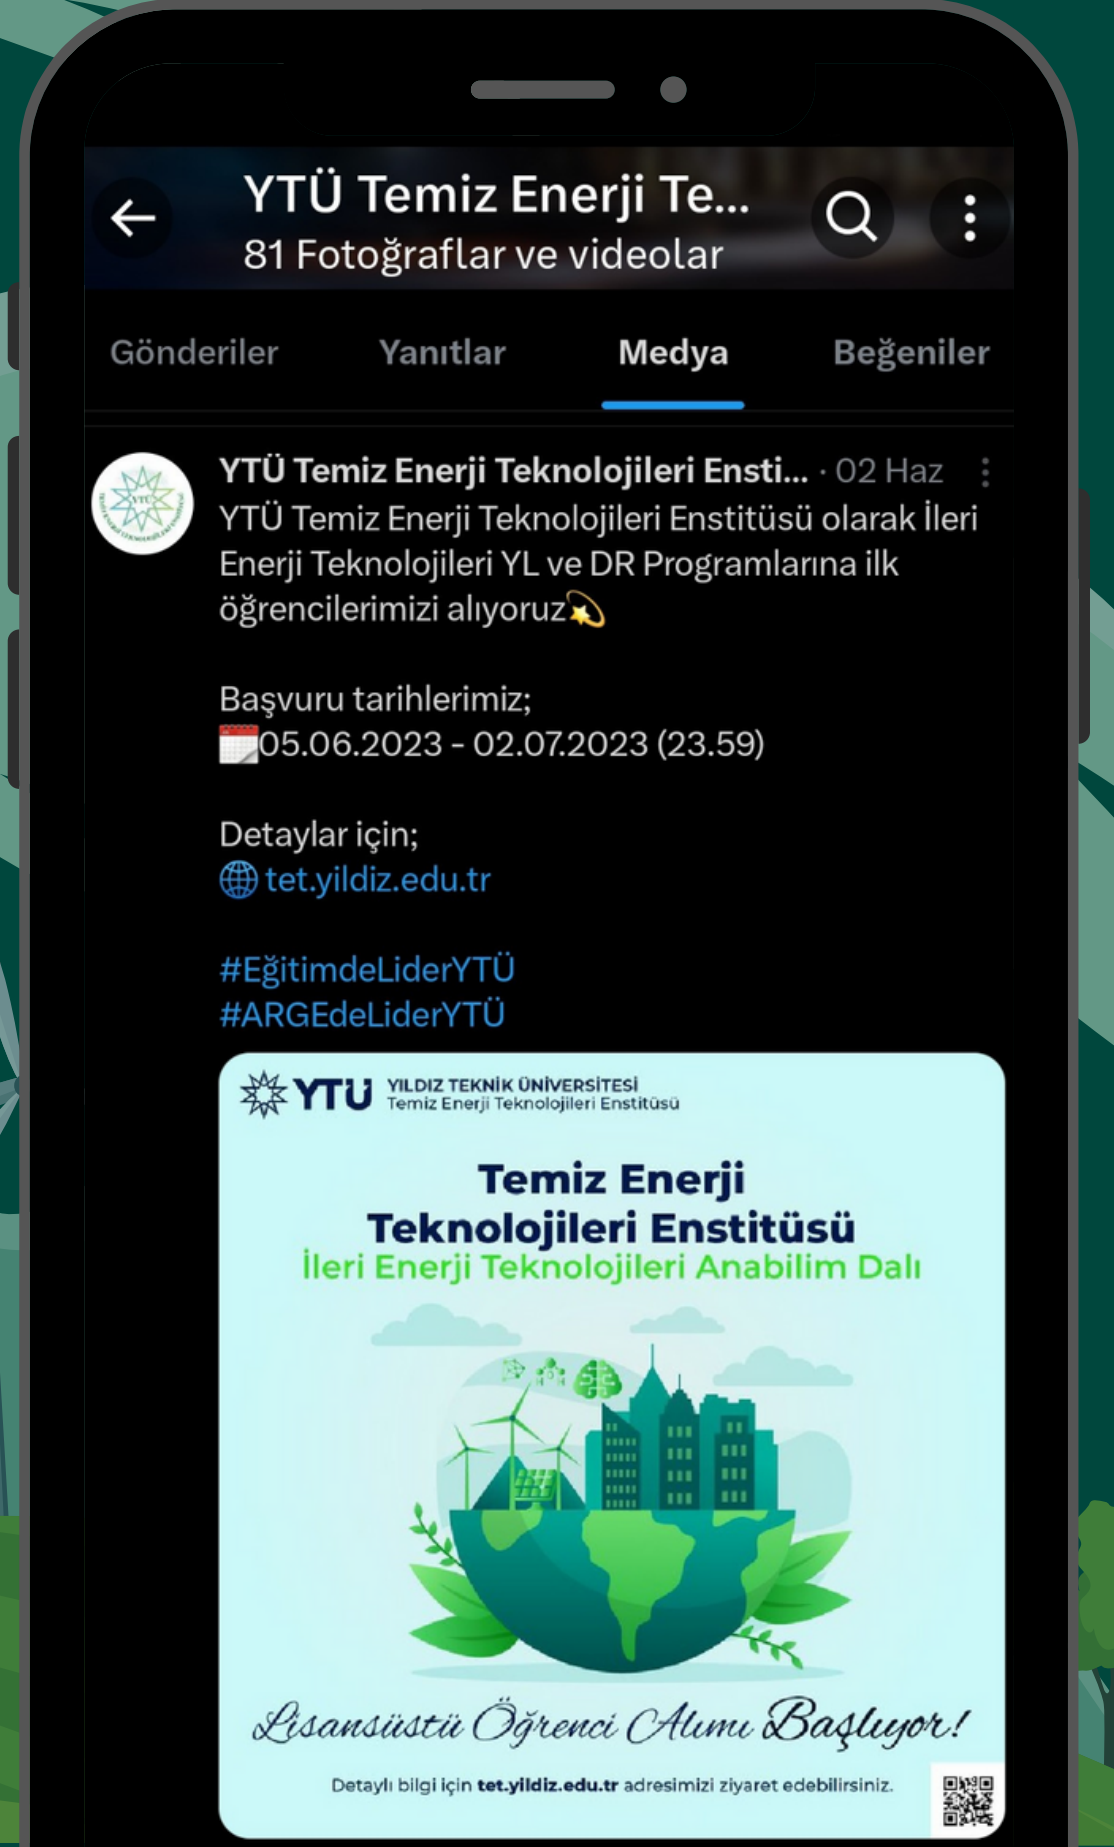 YTÜ Temiz Enerji Te...
81 Fotoğraflar ve videolar
Gönderiler Yanıtlar Medya Beğeniler
YTÜ Temiz Enerji Teknolojileri Ensti... · 02 Haz
YTÜ Temiz Enerji Teknolojileri Enstitüsü olarak İleri
Enerji Teknolojileri YL ve DR Programlarına ilk
öğrencilerimizi alıyoruz💫
Başvuru tarihlerimiz;
05.06.2023 - 02.07.2023 (23.59)
Detaylar için;
🌐 tet.yildiz.edu.tr
#EğitimdeLiderYTÜ
#ARGEdeLiderYTÜ
YTÜ YILDIZ TEKNİK ÜNİVERSİTESİ
Temiz Enerji Teknolojileri Enstitüsü
Temiz Enerji
Teknolojileri Enstitüsü
İleri Enerji Teknolojileri Anabilim Dalı
Lisansüstü Öğrenci Alımı Başlıyor!
Detaylı bilgi için tet.yildiz.edu.tr adresimizi ziyaret edebilirsiniz.